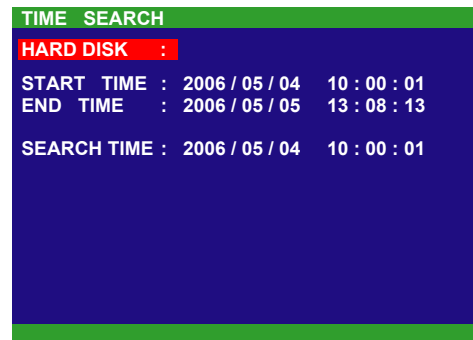 TIME SEARCH
HARD DISK :
START TIME : 2006 / 05 / 04 10 : 00 : 01
END TIME : 2006 / 05 / 05 13 : 08 : 13
SEARCH TIME : 2006 / 05 / 04 10 : 00 : 01